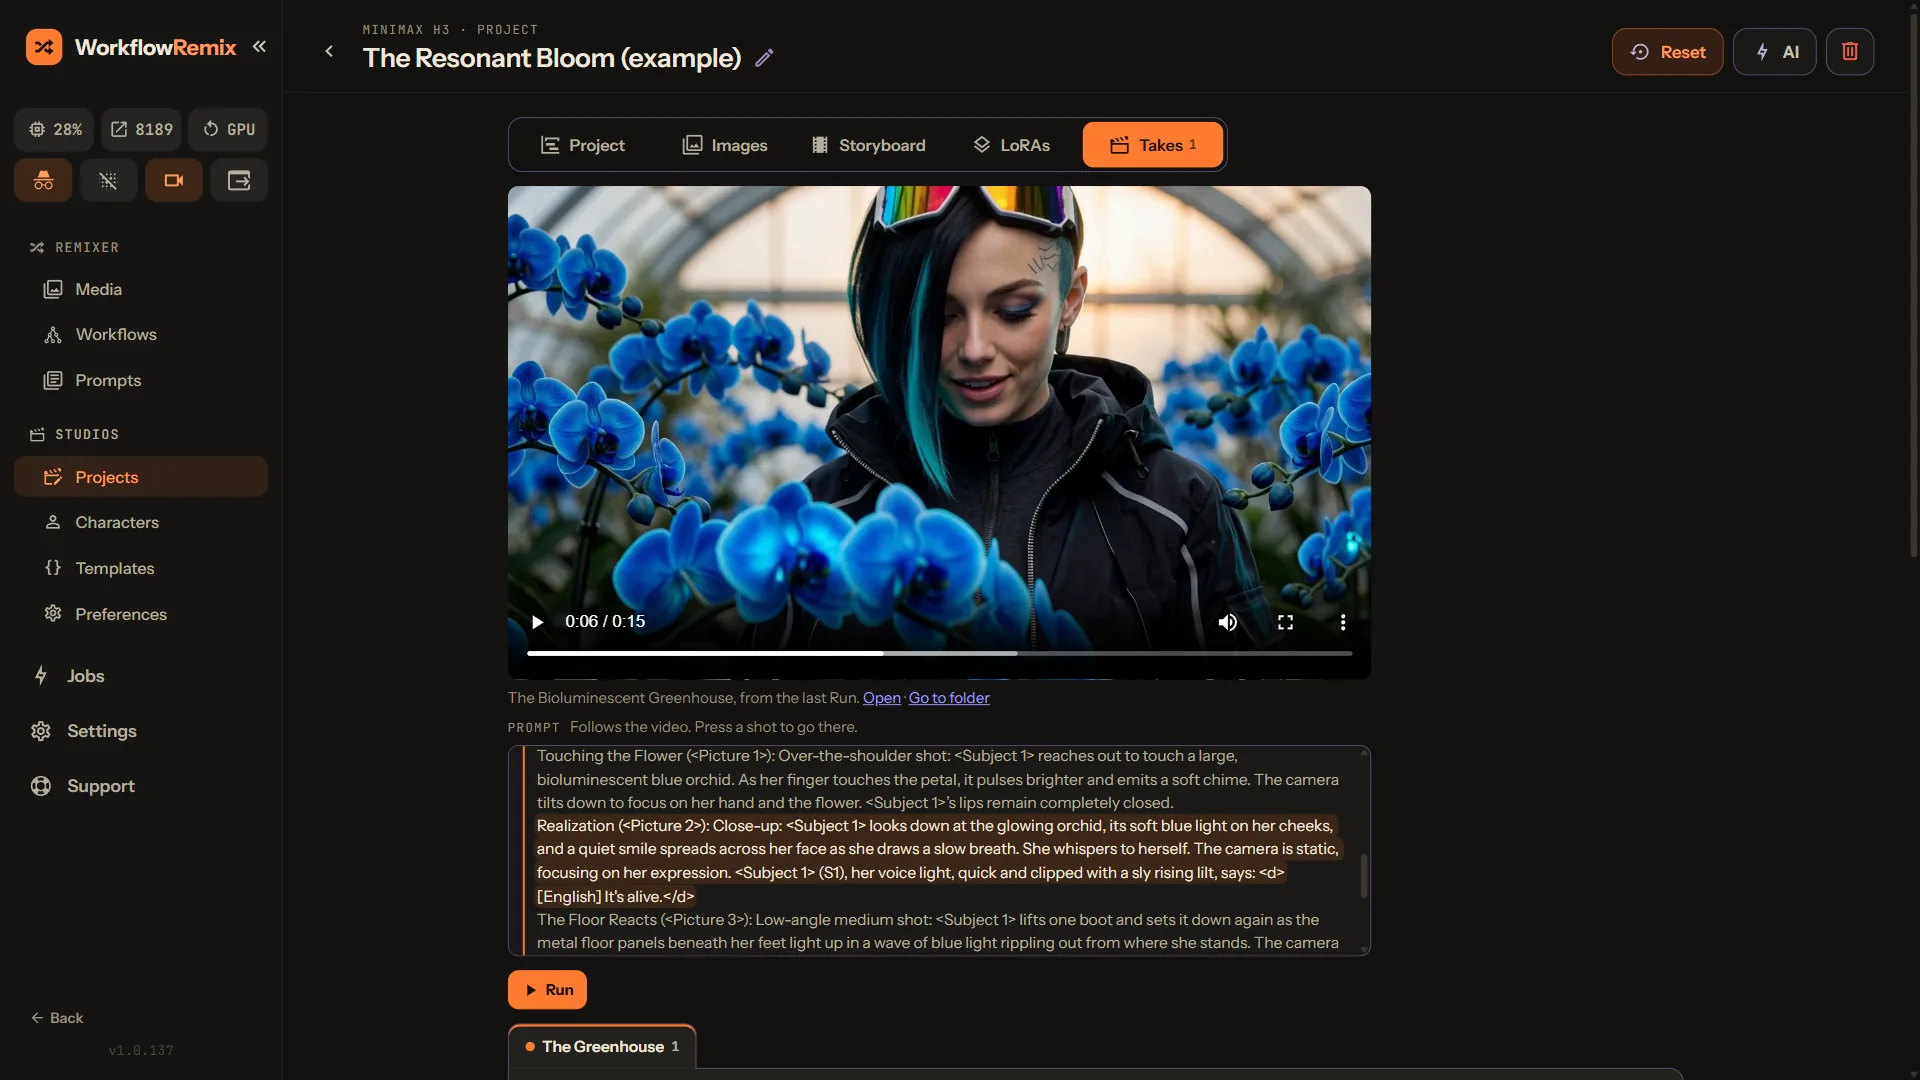 WorkflowRemix
28%
8189
GPU
REMIXER
Media
Workflows
Prompts
STUDIOS
Projects
Characters
Templates
Preferences
Jobs
Settings
Support
Back
v1.0.137
MINIMAX H3 · PROJECT
The Resonant Bloom (example)
Reset
AI
Project
Images
Storyboard
LoRAs
Takes 1
0:06 / 0:15
The Bioluminescent Greenhouse, from the last Run. Open · Go to folder
PROMPT Follows the video. Press a shot to go there.
Touching the Flower (<Picture 1>): Over-the-shoulder shot: <Subject 1> reaches out to touch a large,
bioluminescent blue orchid. As her finger touches the petal, it pulses brighter and emits a soft chime. The camera
tilts down to focus on her hand and the flower. <Subject 1>'s lips remain completely closed.
Realization (<Picture 2>): Close-up: <Subject 1> looks down at the glowing orchid, its soft blue light on her cheeks,
and a quiet smile spreads across her face as she draws a slow breath. She whispers to herself. The camera is static,
focusing on her expression. <Subject 1> (S1), her voice light, quick and clipped with a sly rising lilt, says: <d>
[English] It's alive.</d>
The Floor Reacts (<Picture 3>): Low-angle medium shot: <Subject 1> lifts one boot and sets it down again as the
metal floor panels beneath her feet light up in a wave of blue light rippling out from where she stands. The camera
Run
The Greenhouse 1